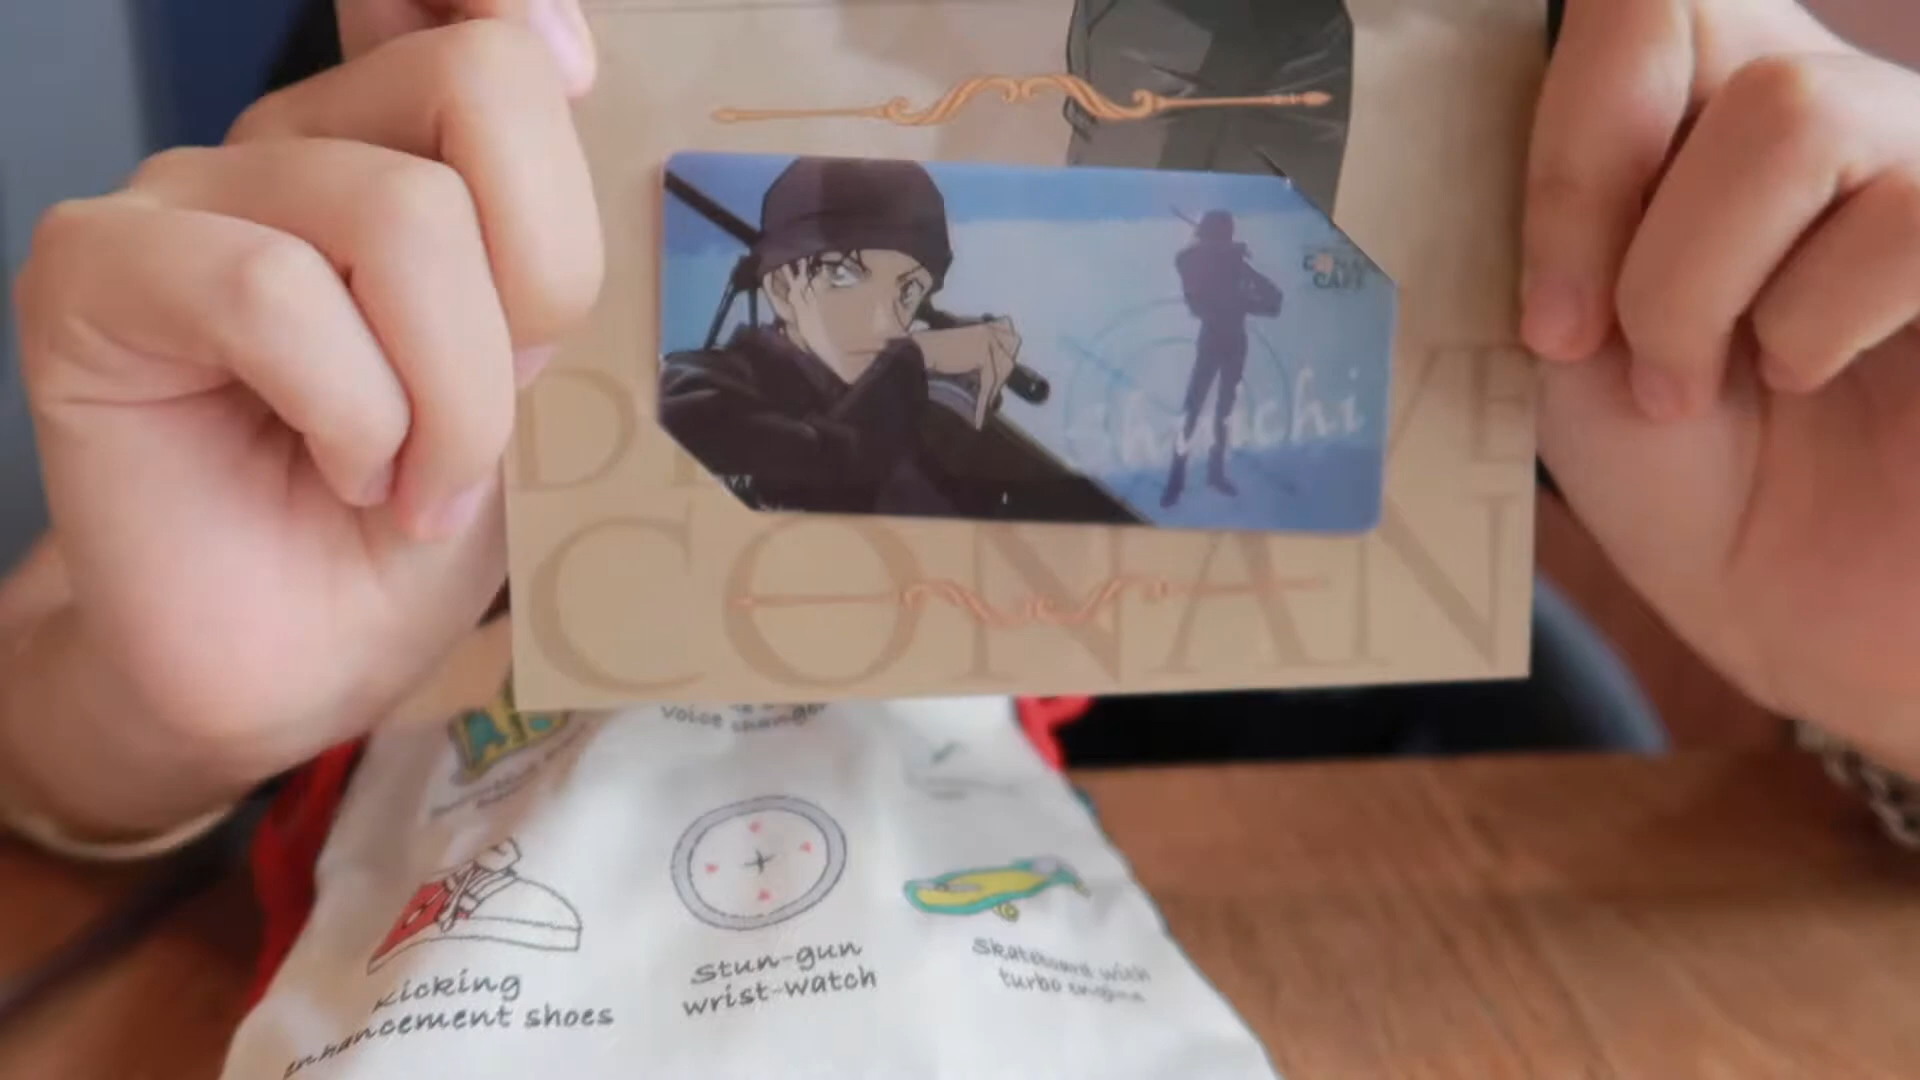 CONAN
CAFE
Shuichi
DETECTIVE
CONAN
voice changer
Kicking
enhancement shoes
Stun-gun
wrist-watch
Skateboard with
turbo engine